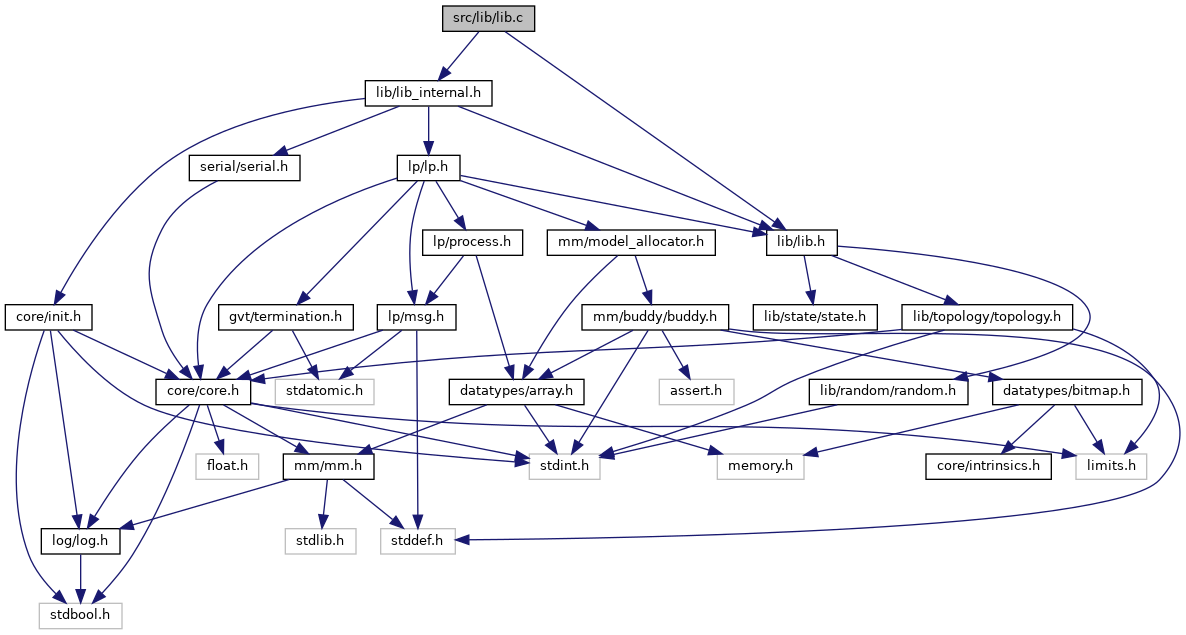 src/lib/lib.c
lib/lib_internal.h
serial/serial.h
lp/lp.h
lp/process.h
mm/model_allocator.h
lib/lib.h
core/init.h
gvt/termination.h
lp/msg.h
mm/buddy/buddy.h
lib/state/state.h
lib/topology/topology.h
core/core.h
stdatomic.h
datatypes/array.h
assert.h
lib/random/random.h
datatypes/bitmap.h
float.h
mm/mm.h
stdint.h
memory.h
core/intrinsics.h
limits.h
log/log.h
stdlib.h
stddef.h
stdbool.h